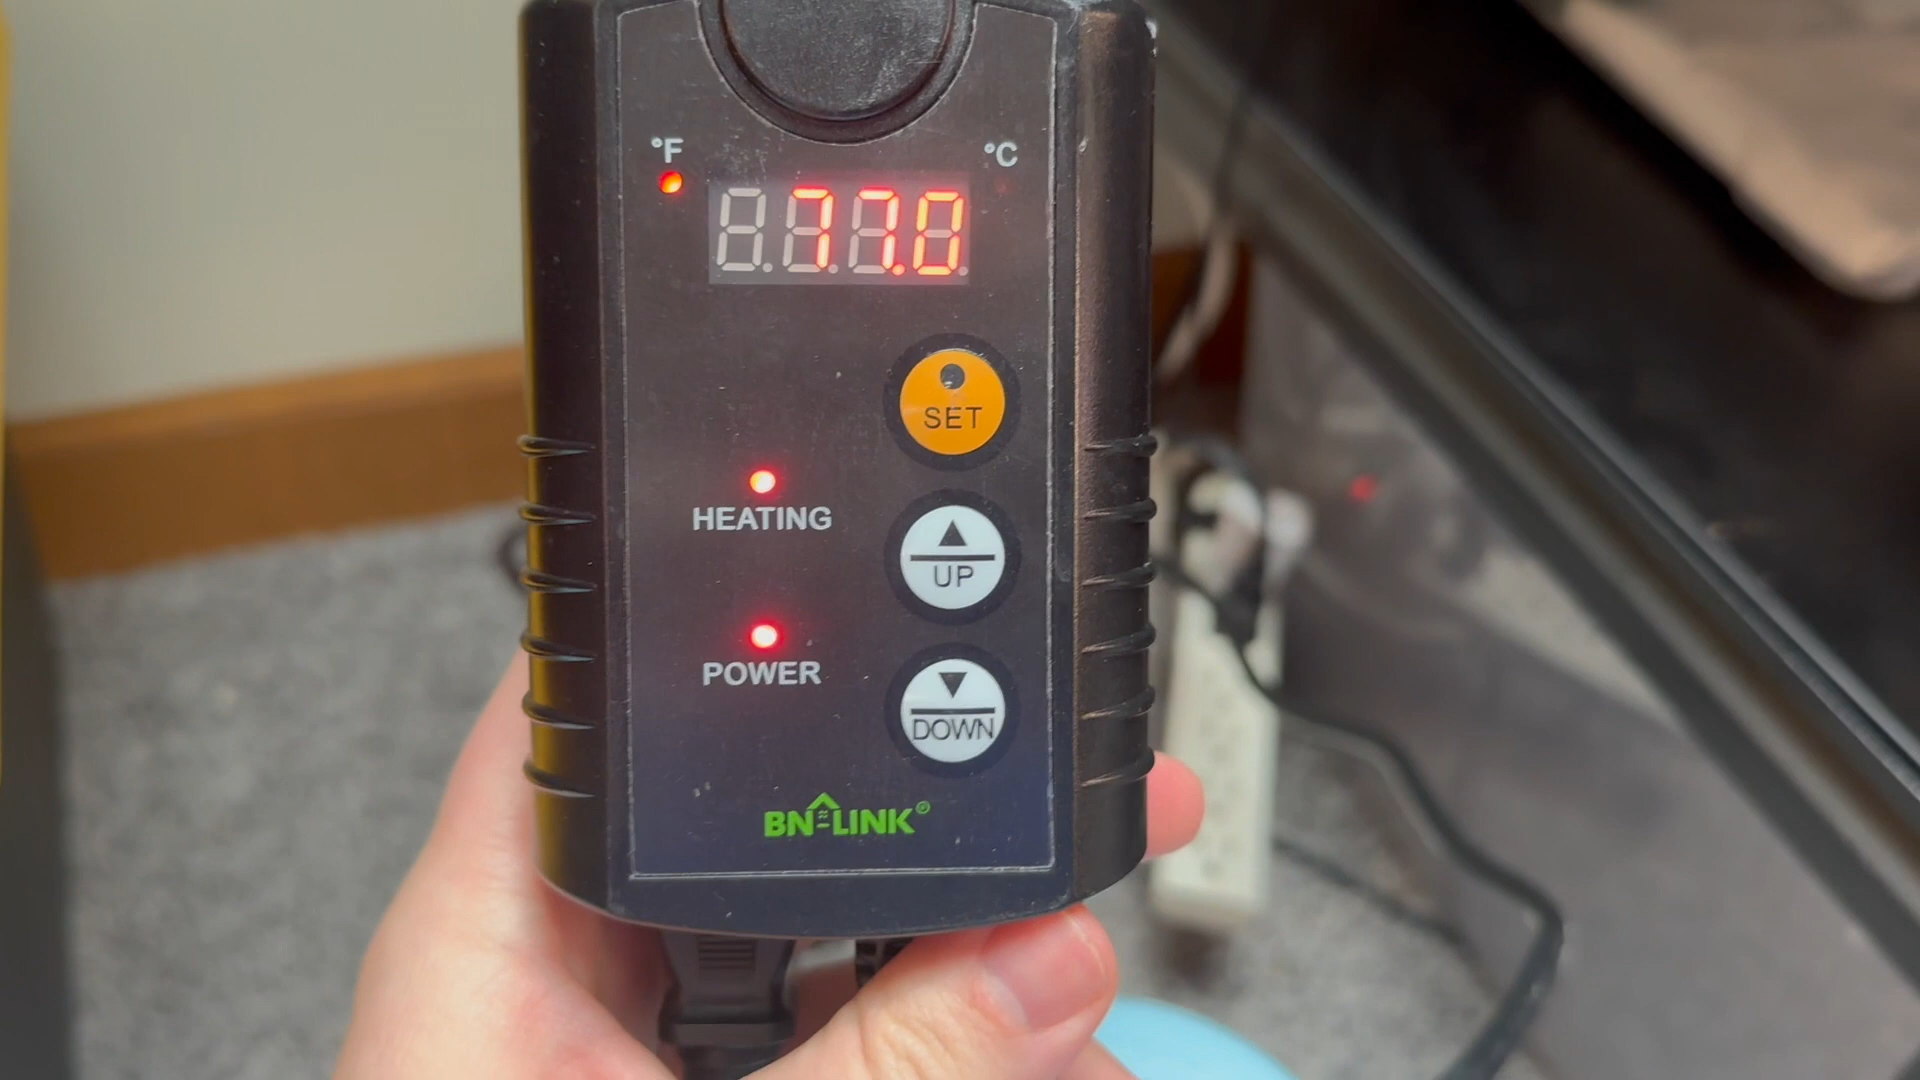 °F
°C
77.0
SET
HEATING
UP
POWER
DOWN
BN-LINK®